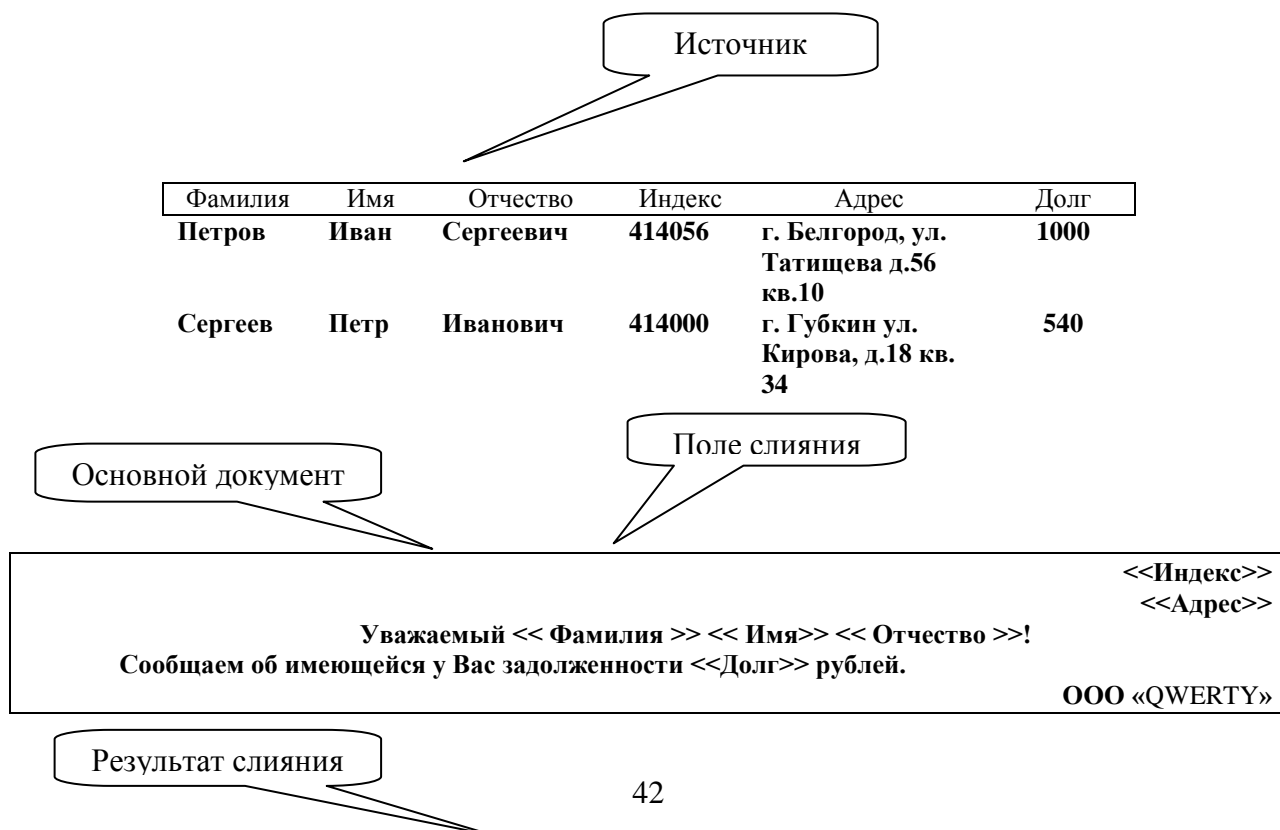 Источник
Фамилия Имя Отчество Индекс Адрес Долг
Петров Иван Сергеевич 414056 г. Белгород, ул. 1000
Татищева д.56
кв.10
Сергеев Петр Иванович 414000 г. Губкин ул. 540
Кирова, д.18 кв.
34
Основной документ
Поле слияния
<<Индекс>>
<<Адрес>>
Уважаемый << Фамилия >> << Имя>> << Отчество >>!
Сообщаем об имеющейся у Вас задолженности <<Долг>> рублей.
ООО «QWERTY»
Результат слияния
42